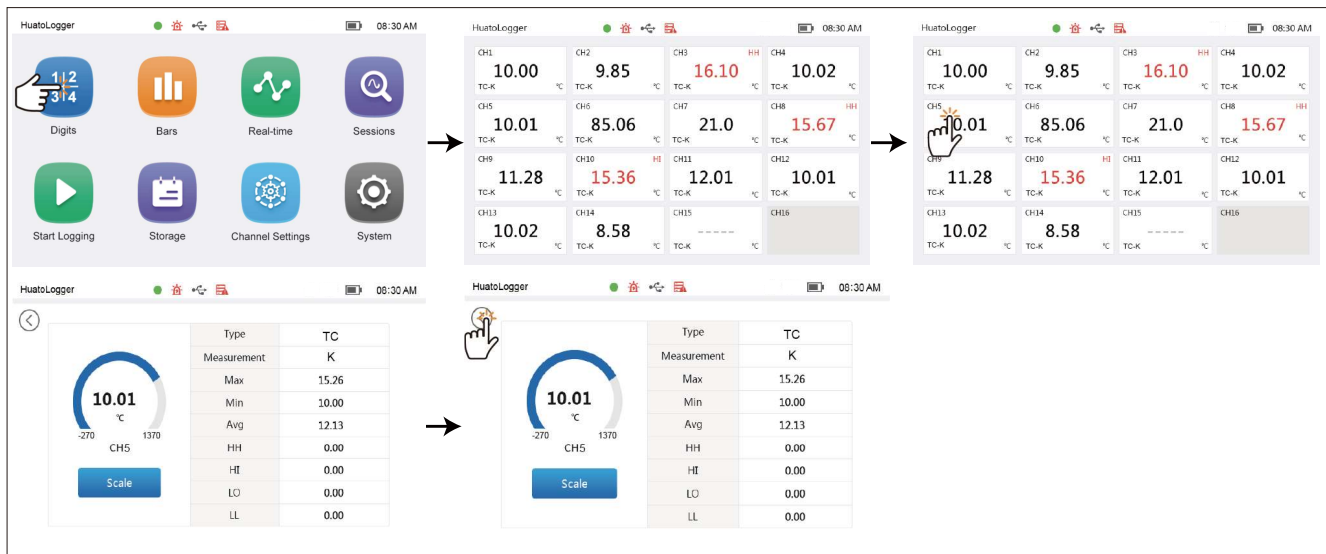 HuatoLogger 08:30 AM
1 2
3 4
Digits Bars Real-time Sessions
Start Logging Storage Channel Settings System
HuatoLogger 08:30 AM
CH1 CH2 CH3 HH CH4
10.00 9.85 16.10 10.02
TC-K ℃ TC-K ℃ TC-K ℃ TC-K ℃
CH5 CH6 CH7 CH8 HH
10.01 85.06 21.0 15.67
TC-K ℃ TC-K ℃ TC-K ℃ TC-K ℃
CH9 CH10 HI CH11 CH12
11.28 15.36 12.01 10.01
TC-K ℃ TC-K ℃ TC-K ℃ TC-K ℃
CH13 CH14 CH15 CH16
10.02 8.58 -----
TC-K ℃ TC-K ℃ TC-K ℃
HuatoLogger 08:30 AM
CH1 CH2 CH3 HH CH4
10.00 9.85 16.10 10.02
TC-K ℃ TC-K ℃ TC-K ℃ TC-K ℃
CH5 CH6 CH7 CH8 HH
10.01 85.06 21.0 15.67
℃ TC-K ℃ TC-K ℃ TC-K ℃
CH9 CH10 HI CH11 CH12
11.28 15.36 12.01 10.01
TC-K ℃ TC-K ℃ TC-K ℃ TC-K ℃
CH13 CH14 CH15 CH16
10.02 8.58 -----
TC-K ℃ TC-K ℃ TC-K ℃
HuatoLogger 08:30 AM
10.01
℃
-270 1370
CH5
Scale
Type TC
Measurement K
Max 15.26
Min 10.00
Avg 12.13
HH 0.00
HI 0.00
LO 0.00
LL 0.00
HuatoLogger 08:30 AM
10.01
℃
-270 1370
CH5
Scale
Type TC
Measurement K
Max 15.26
Min 10.00
Avg 12.13
HH 0.00
HI 0.00
LO 0.00
LL 0.00